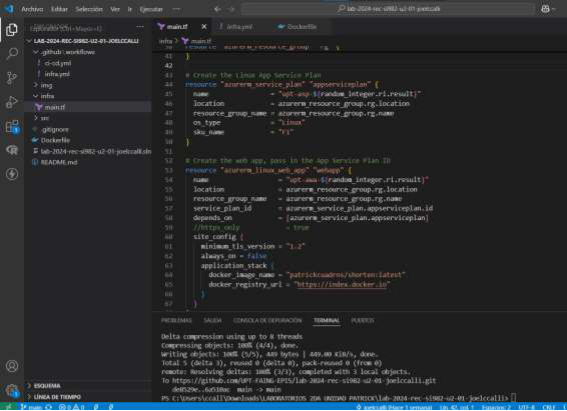 Archivo Editar Selección Ver Ir Ejecutar ···
lab-2024-rec-si982-u2-01-joelccalli
main.tf
infra.yml
Dockerfile
LAB-2024-REC-SI982-U2-01-JOELCCALLI
.github\workflows
ci-cd.yml
infra.yml
img
infra
main.tf
src
.gitignore
Dockerfile
lab-2024-rec-si982-u2-01-joelccalli.sln
README.md
ESQUEMA
LÍNEA DE TIEMPO
infra > main.tf
41 }
42
43 # Create the Linux App Service Plan
44 resource "azurerm_service_plan" "appserviceplan" {
45 name = "upt-asp-${random_integer.ri.result}"
46 location = azurerm_resource_group.rg.location
47 resource_group_name = azurerm_resource_group.rg.name
48 os_type = "Linux"
49 sku_name = "F1"
50 }
51
52 # Create the web app, pass in the App Service Plan ID
53 resource "azurerm_linux_web_app" "webapp" {
54 name = "upt-awa-${random_integer.ri.result}"
55 location = azurerm_resource_group.rg.location
56 resource_group_name = azurerm_resource_group.rg.name
57 service_plan_id = azurerm_service_plan.appserviceplan.id
58 depends_on = [azurerm_service_plan.appserviceplan]
59 //https_only = true
60 site_config {
61 minimum_tls_version = "1.2"
62 always_on = false
63 application_stack {
64 docker_image_name = "patrickcuadros/shorten:latest"
65 docker_registry_url = "https://index.docker.io"
66 }
67 }
PROBLEMAS SALIDA CONSOLA DE DEPURACIÓN TERMINAL PUERTOS
Delta compression using up to 8 threads
Compressing objects: 100% (4/4), done.
Writing objects: 100% (5/5), 449 bytes | 449.00 KiB/s, done.
Total 5 (delta 3), reused 0 (delta 0), pack-reused 0 (from 0)
remote: Resolving deltas: 100% (3/3), completed with 3 local objects.
To https://github.com/UPT-FAING-EPIS/lab-2024-rec-si982-u2-01-joelccalli.git
main -> main
PS C:\Users\ccall\Downloads\LABORATORIOS 2DA UNIDAD PATRICK\lab-2024-rec-si982-u2-01-joelccalli>
main 0 0 joelccalli (Hace 1 semana) Lín. 42, col. 1 Espacios: 2 UTF-8 CRLF